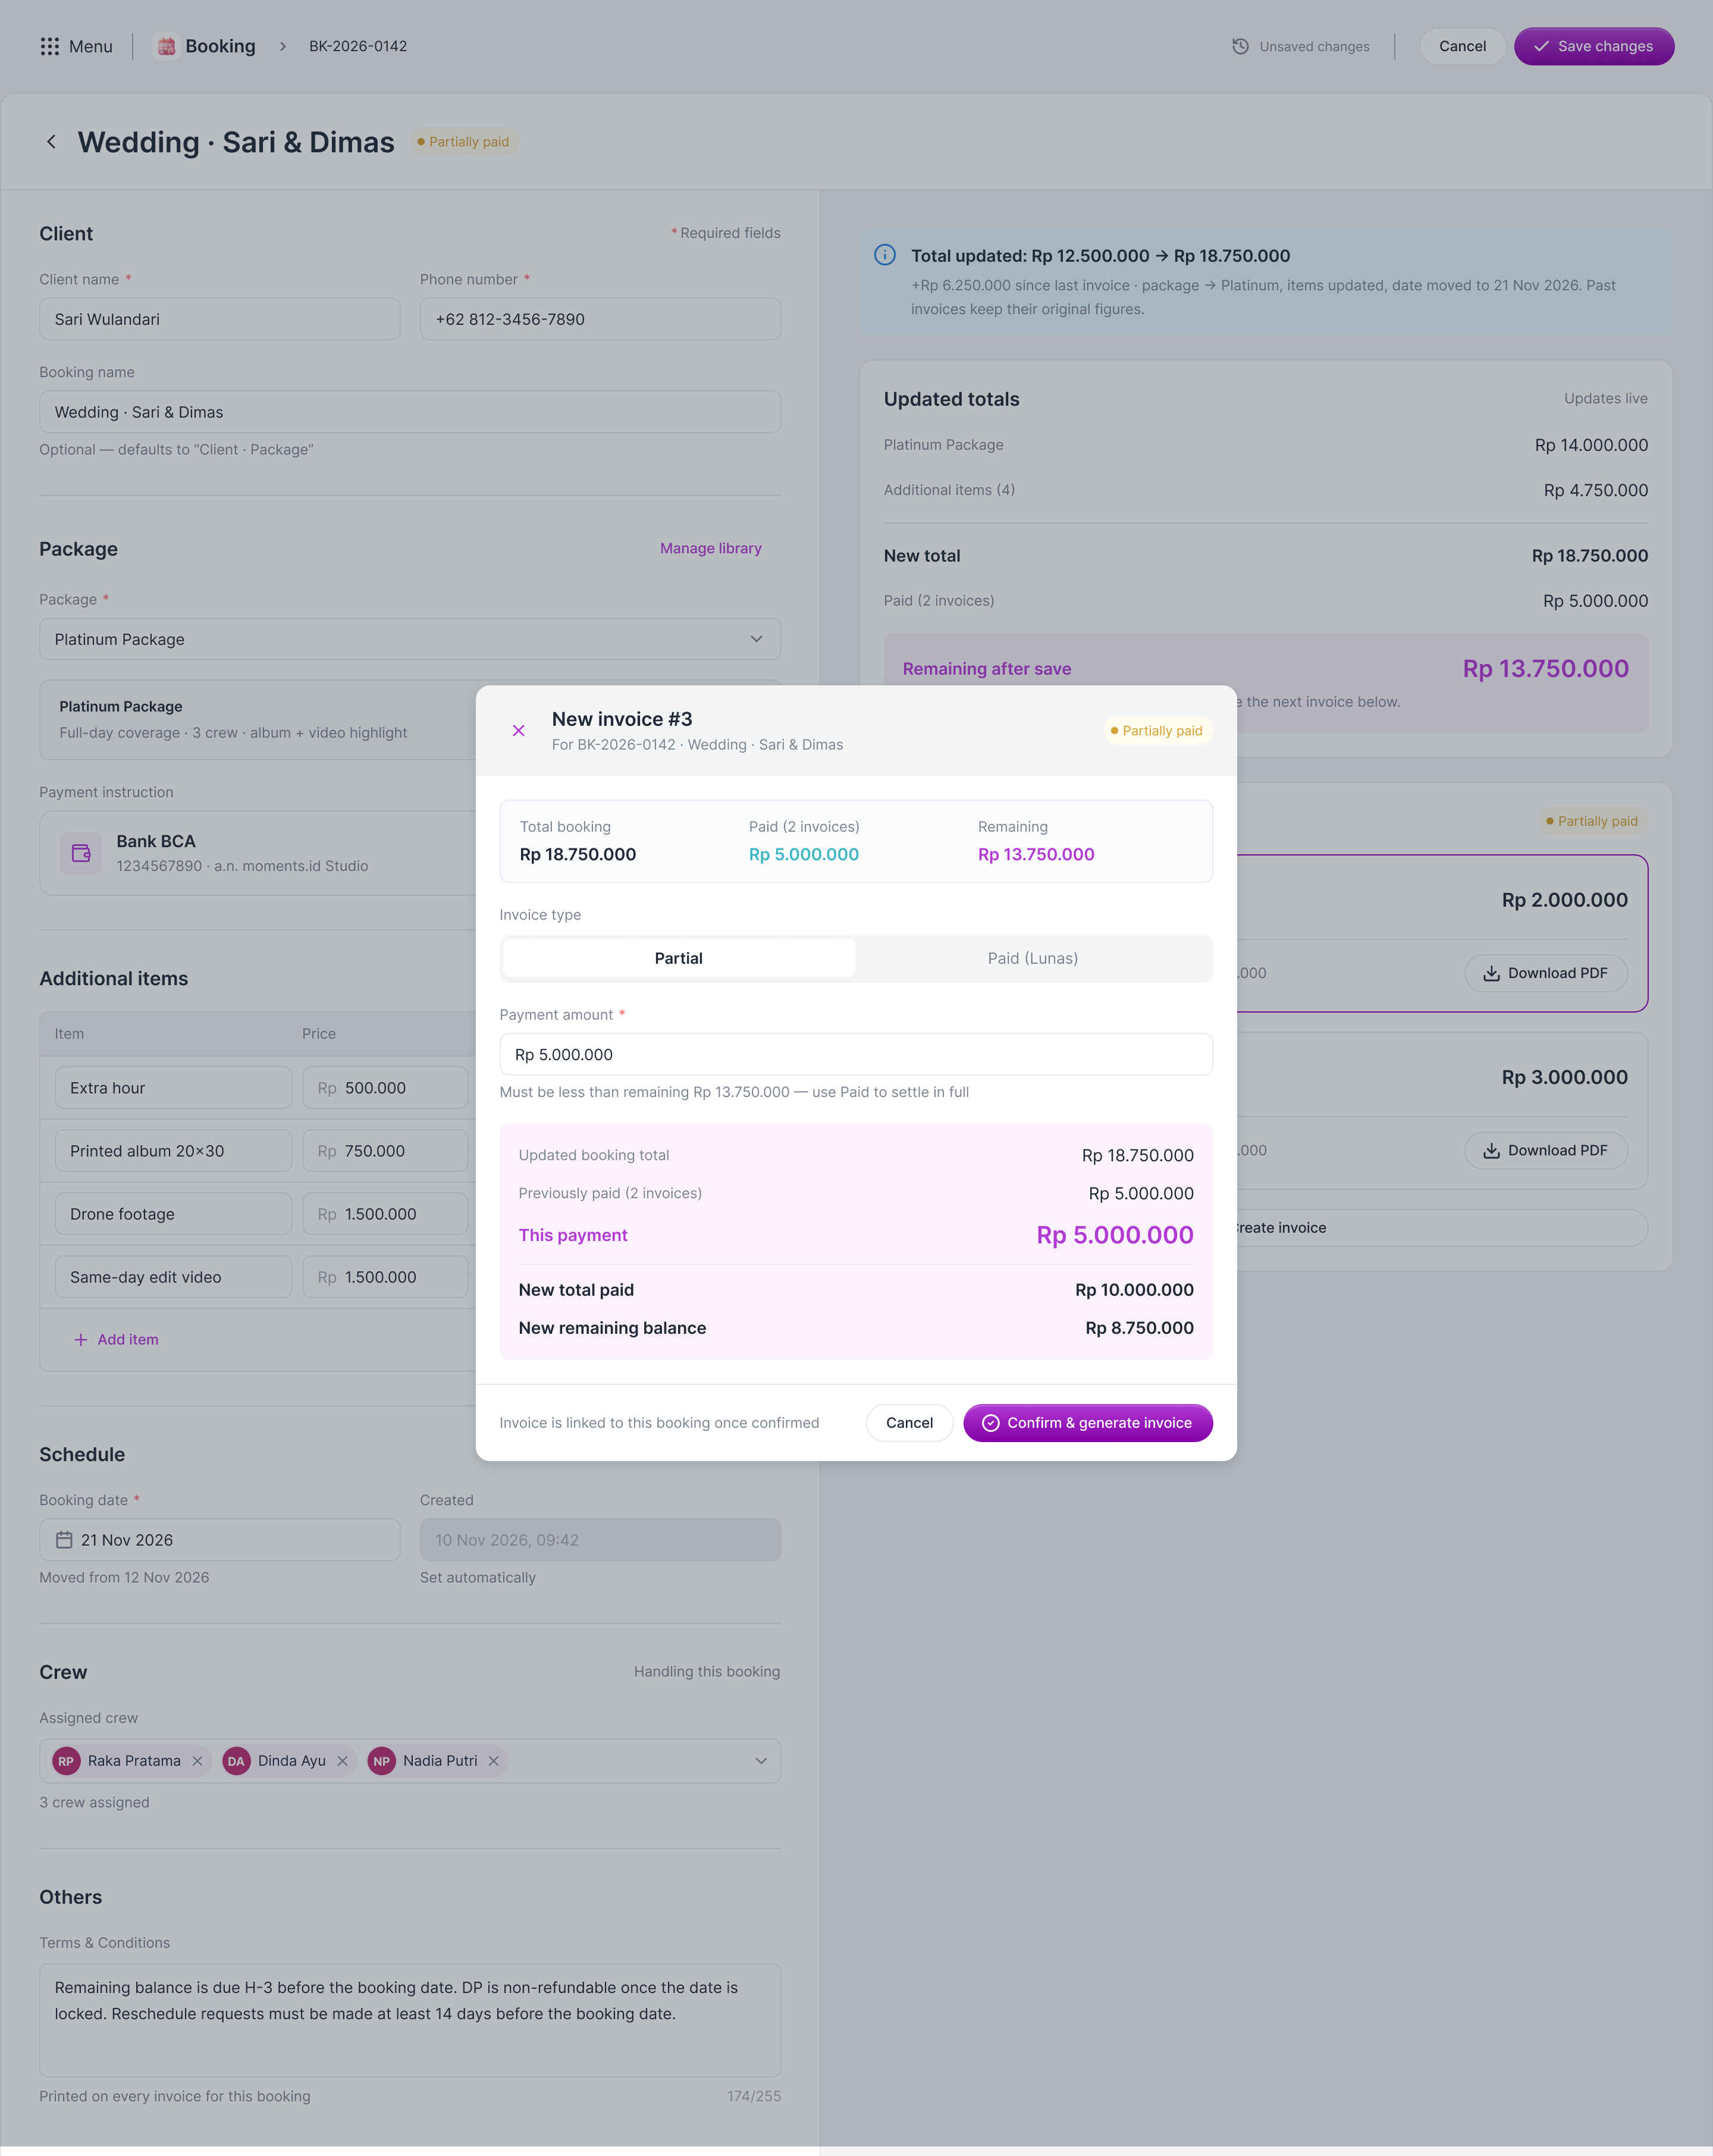 Menu
Booking
BK-2026-0142
Unsaved changes
Cancel
Save changes
Wedding · Sari & Dimas
Partially paid
Client
* Required fields
Client name *
Phone number *
Sari Wulandari
+62 812-3456-7890
Booking name
Wedding · Sari & Dimas
Optional — defaults to “Client · Package”
Package
Manage library
Package *
Platinum Package
Platinum Package
Full-day coverage · 3 crew · album + video highlight
Payment instruction
Bank BCA
1234567890 · a.n. moments.id Studio
Additional items
Item
Price
Extra hour
Rp 500.000
Printed album 20×30
Rp 750.000
Drone footage
Rp 1.500.000
Same-day edit video
Rp 1.500.000
+ Add item
Schedule
Booking date *
Created
21 Nov 2026
10 Nov 2026, 09:42
Moved from 12 Nov 2026
Set automatically
Crew
Handling this booking
Assigned crew
RP Raka Pratama
DA Dinda Ayu
NP Nadia Putri
3 crew assigned
Others
Terms & Conditions
Remaining balance is due H-3 before the booking date. DP is non-refundable once the date is
locked. Reschedule requests must be made at least 14 days before the booking date.
Printed on every invoice for this booking
174/255
Total updated: Rp 12.500.000 → Rp 18.750.000
+Rp 6.250.000 since last invoice · package → Platinum, items updated, date moved to 21 Nov 2026. Past
invoices keep their original figures.
Updated totals
Updates live
Platinum Package
Rp 14.000.000
Additional items (4)
Rp 4.750.000
New total
Rp 18.750.000
Paid (2 invoices)
Rp 5.000.000
Remaining after save
Rp 13.750.000
the next invoice below.
Partially paid
Rp 2.000.000
.000
Download PDF
Rp 3.000.000
.000
Download PDF
Create invoice
New invoice #3
For BK-2026-0142 · Wedding · Sari & Dimas
Partially paid
Total booking
Paid (2 invoices)
Remaining
Rp 18.750.000
Rp 5.000.000
Rp 13.750.000
Invoice type
Partial
Paid (Lunas)
Payment amount *
Rp 5.000.000
Must be less than remaining Rp 13.750.000 — use Paid to settle in full
Updated booking total
Rp 18.750.000
Previously paid (2 invoices)
Rp 5.000.000
This payment
Rp 5.000.000
New total paid
Rp 10.000.000
New remaining balance
Rp 8.750.000
Invoice is linked to this booking once confirmed
Cancel
Confirm & generate invoice